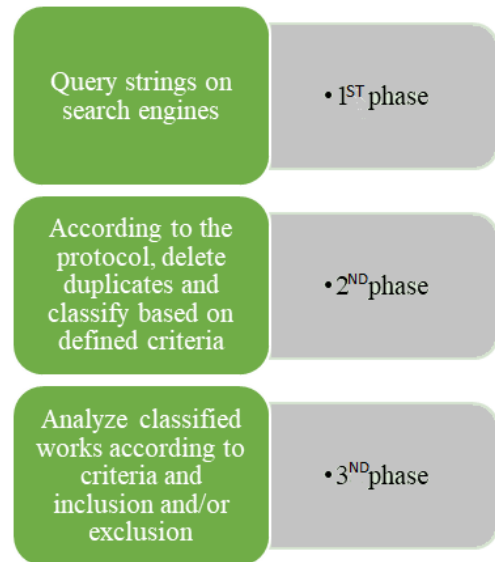 Query strings on
search engines
• 1ST phase
According to the
protocol, delete
duplicates and
classify based on
defined criteria
• 2ND phase
Analyze classified
works according to
criteria and
inclusion and/or
exclusion
• 3ND phase